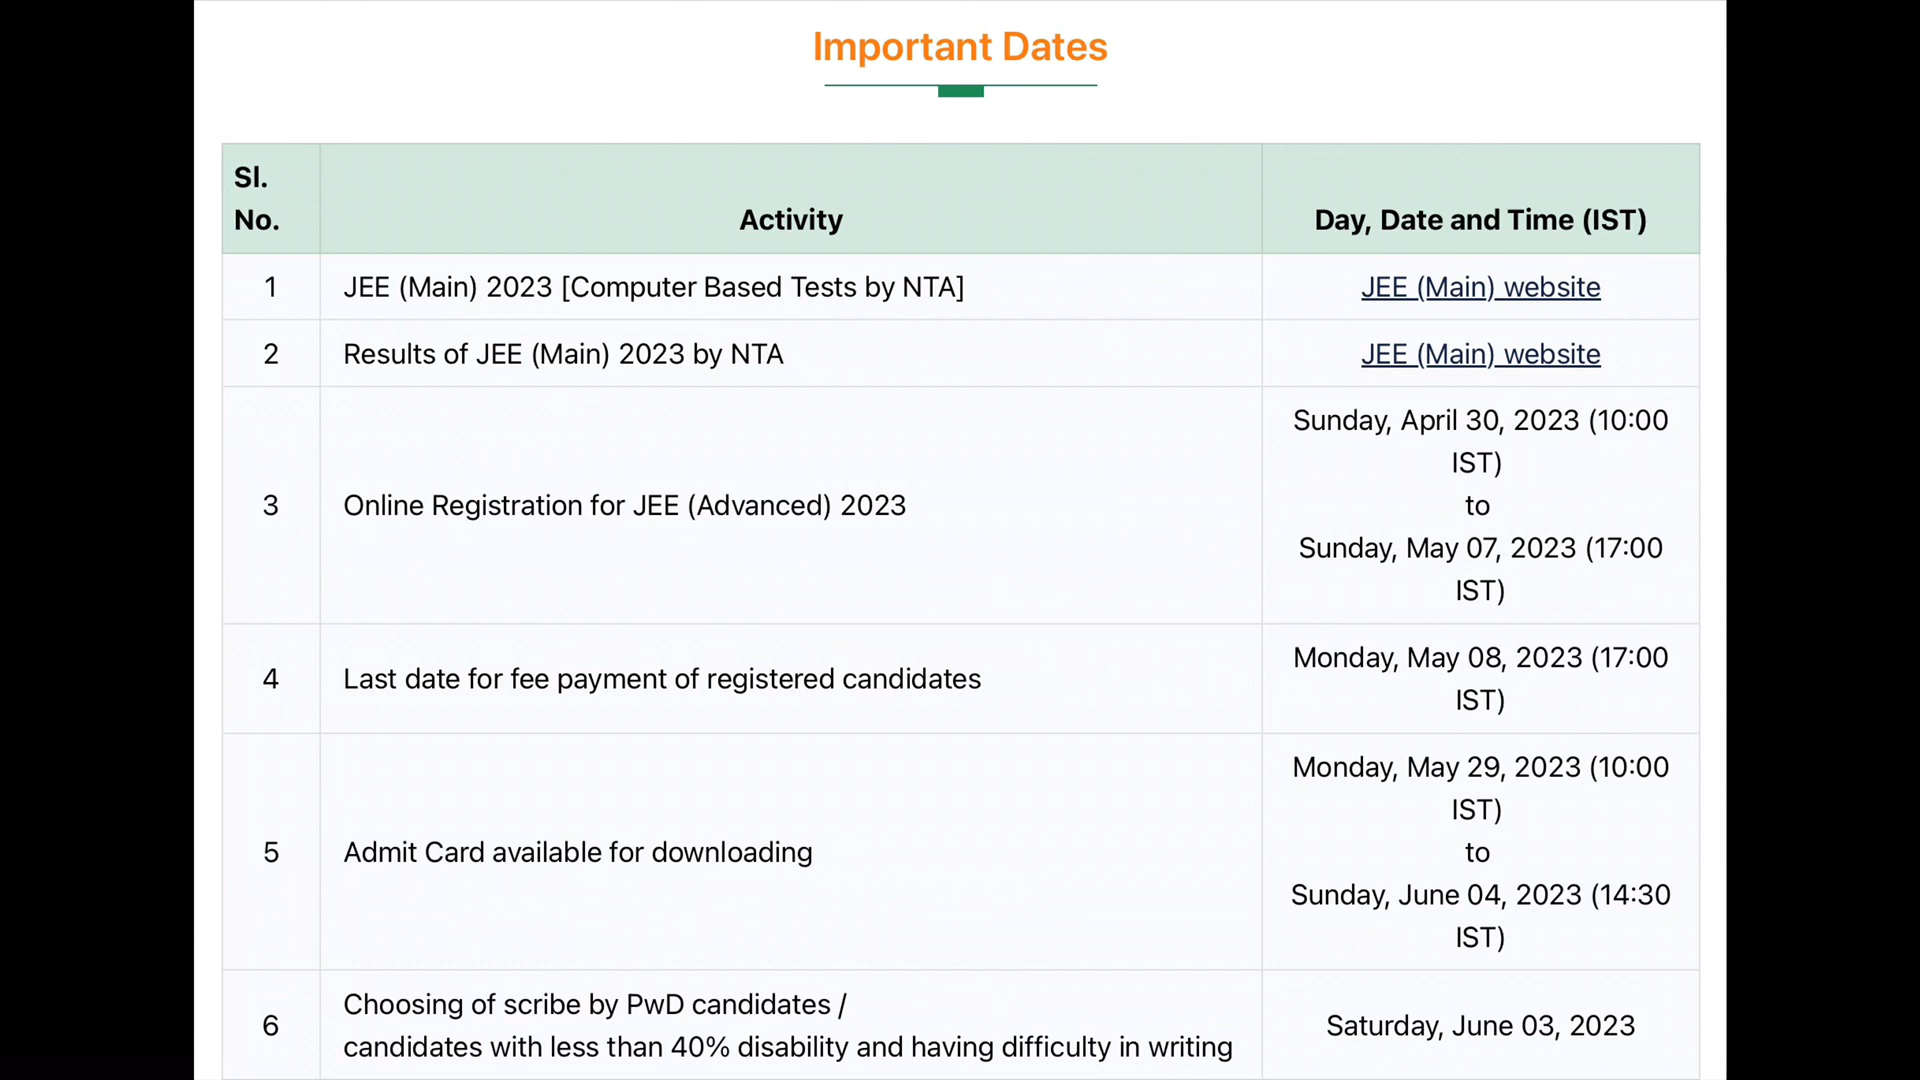 Important Dates
Sl.
No.
Activity
Day, Date and Time (IST)
1
JEE (Main) 2023 [Computer Based Tests by NTA]
JEE (Main) website
2
Results of JEE (Main) 2023 by NTA
JEE (Main) website
3
Online Registration for JEE (Advanced) 2023
Sunday, April 30, 2023 (10:00
IST)
to
Sunday, May 07, 2023 (17:00
IST)
4
Last date for fee payment of registered candidates
Monday, May 08, 2023 (17:00
IST)
5
Admit Card available for downloading
Monday, May 29, 2023 (10:00
IST)
to
Sunday, June 04, 2023 (14:30
IST)
6
Choosing of scribe by PwD candidates /
candidates with less than 40% disability and having difficulty in writing
Saturday, June 03, 2023